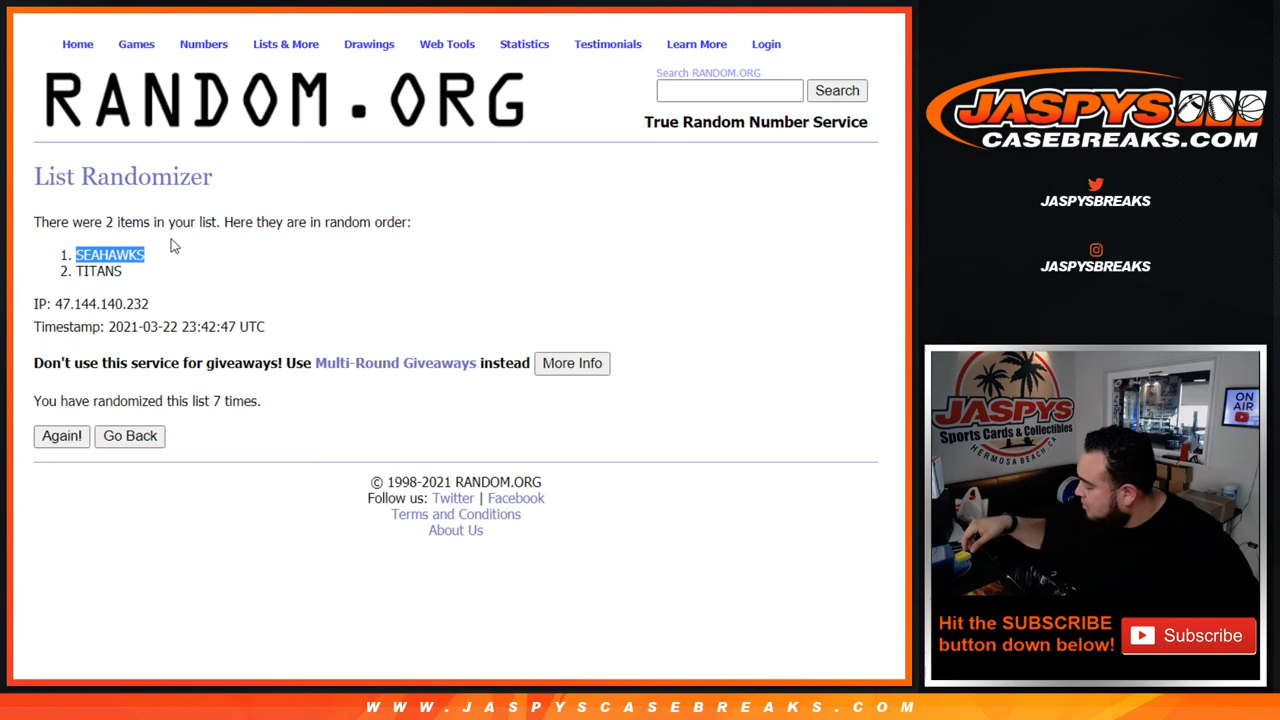 Home Games Numbers Lists & More Drawings Web Tools Statistics Testimonials Learn More Login
RANDOM.ORG
Search RANDOM.ORG
Search
True Random Number Service
List Randomizer
There were 2 items in your list. Here they are in random order:
1. SEAHAWKS
2. TITANS
IP: 47.144.140.232
Timestamp: 2021-03-22 23:42:47 UTC
Don't use this service for giveaways! Use Multi-Round Giveaways instead More Info
You have randomized this list 7 times.
Again! Go Back
© 1998-2021 RANDOM.ORG
Follow us: Twitter | Facebook
Terms and Conditions
About Us
JASPYS
CASEBREAKS.COM
JASPYSBREAKS
JASPYSBREAKS
JASPYS
Sports Cards & Collectibles
HERMOSA BEACH, CA
ON
AIR
Hit the SUBSCRIBE
button down below!
Subscribe
WWW.JASPYSCASEBREAKS.COM